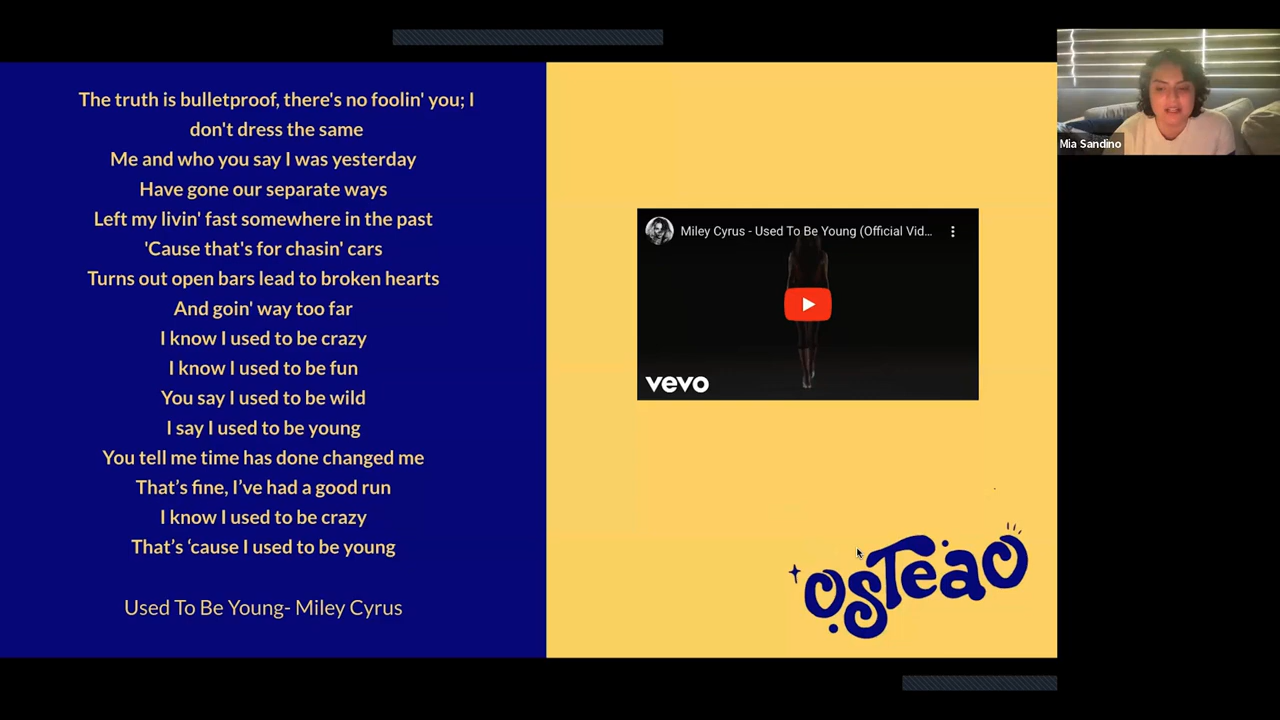 The truth is bulletproof, there's no foolin' you; I
don't dress the same
Me and who you say I was yesterday
Have gone our separate ways
Left my livin' fast somewhere in the past
'Cause that's for chasin' cars
Turns out open bars lead to broken hearts
And goin' way too far
I know I used to be crazy
I know I used to be fun
You say I used to be wild
I say I used to be young
You tell me time has done changed me
That’s fine, I’ve had a good run
I know I used to be crazy
That’s ‘cause I used to be young
Used To Be Young- Miley Cyrus
Miley Cyrus - Used To Be Young (Official Vid...
vevo
osteao
Mia Sandino